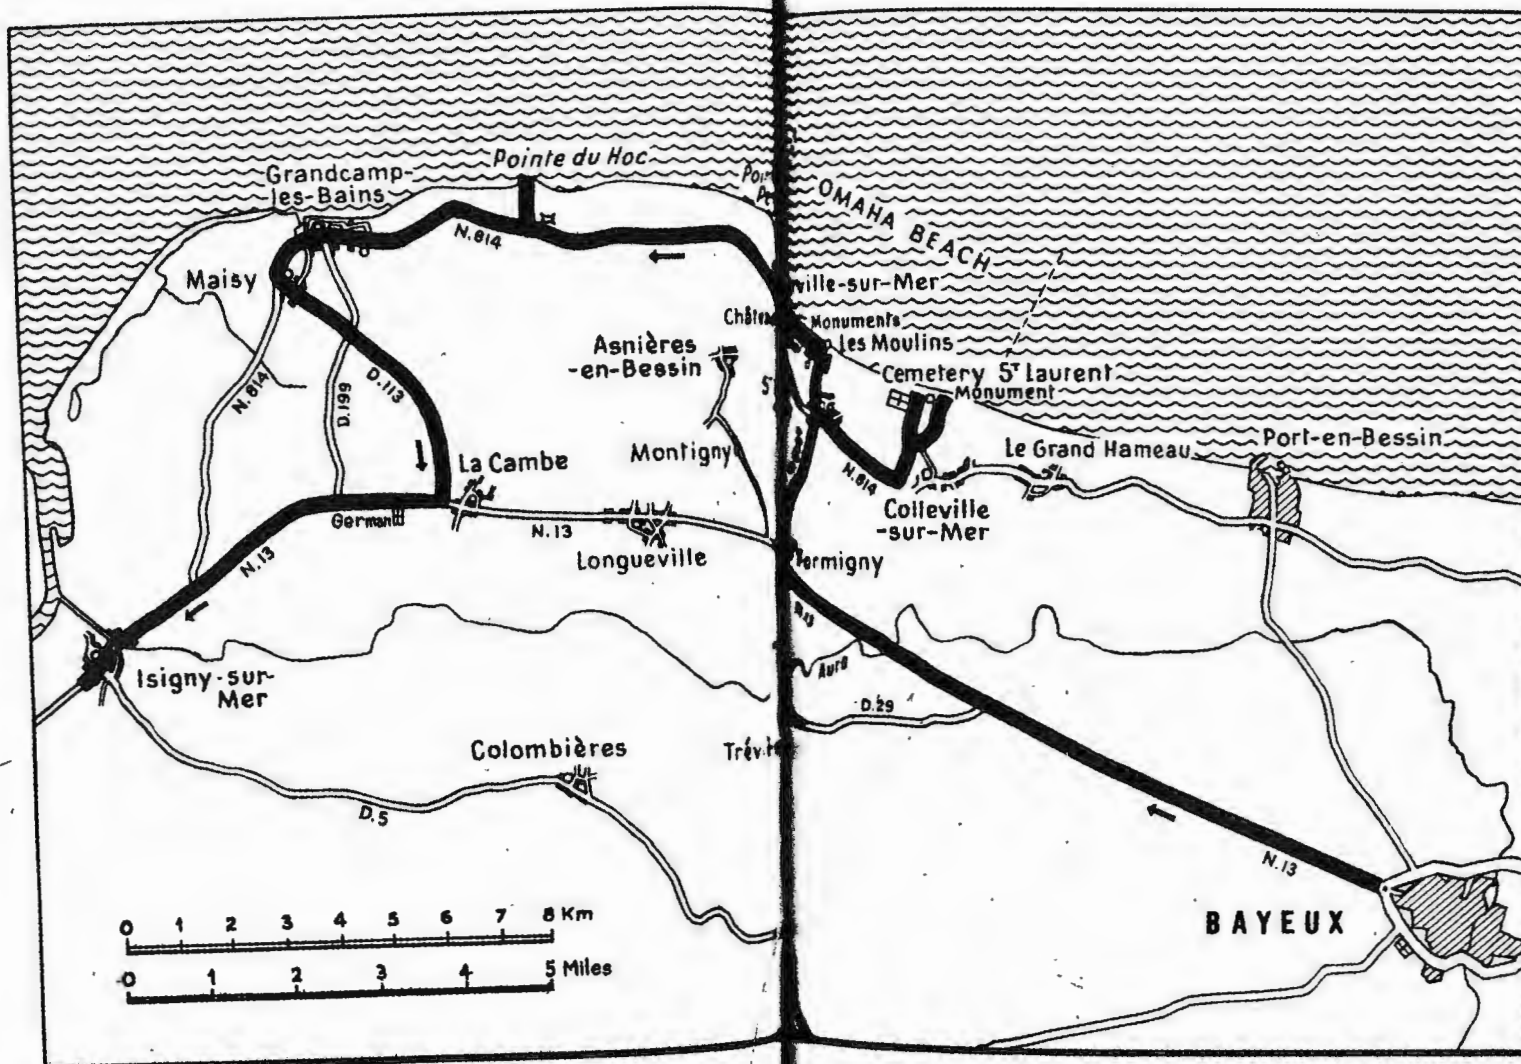 Pointe du Hoc
Grandcamp-
les-Bains
OMAHA BEACH
N.814
Maisy
ville-sur-Mer
Monuments
les Moulins
Asnières
-en-Bessin
Cemetery St Laurent
Monument
N.814
D.199
D.113
Montigny
La Cambe
N.814
Le Grand Hameau
Port-en-Bessin
Colleville
-sur-Mer
German
N.13
Longueville
N.13
rmigny
N.13
Isigny-sur-
Mer
Aure
D.29
Colombières
Trévi
D.5
N.13
BAYEUX
0 1 2 3 4 5 6 7 8 Km
0 1 2 3 4 5 Miles